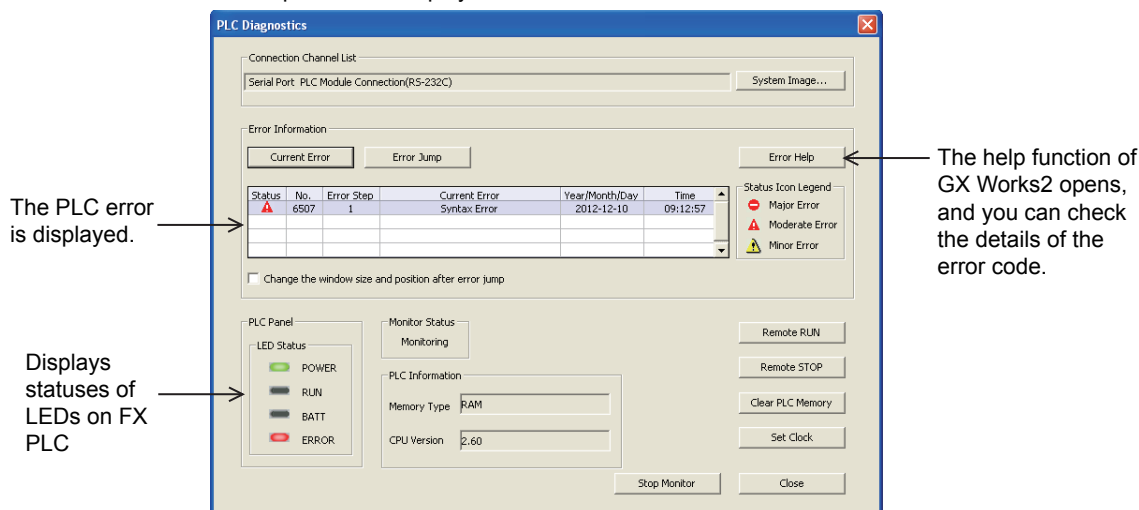 PLC Diagnostics
Connection Channel List
Serial Port PLC Module Connection(RS-232C)
System Image...
Error Information
Current Error
Error Jump
Error Help
Status No. Error Step Current Error Year/Month/Day Time
6507 1 Syntax Error 2012-12-10 09:12:57
Status Icon Legend
Major Error
Moderate Error
Minor Error
Change the window size and position after error jump
The PLC error
is displayed.
The help function of
GX Works2 opens,
and you can check
the details of the
error code.
PLC Panel
LED Status
POWER
RUN
BATT
ERROR
Monitor Status
Monitoring
PLC Information
Memory Type RAM
CPU Version 2.60
Remote RUN
Remote STOP
Clear PLC Memory
Set Clock
Stop Monitor
Close
Displays
statuses of
LEDs on FX
PLC